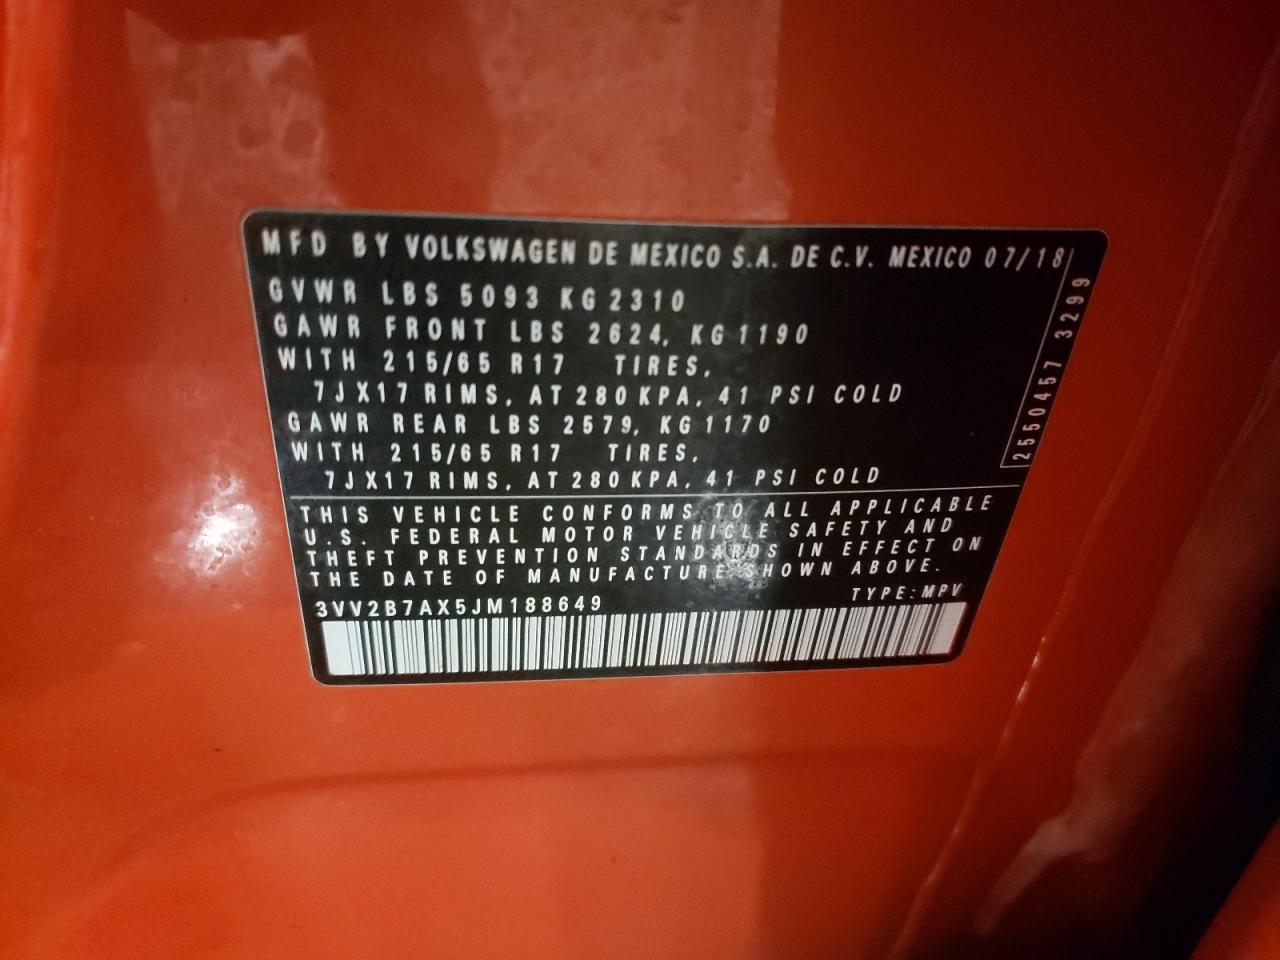 MFD BY VOLKSWAGEN DE MEXICO S.A. DE C.V. MEXICO 07/18
GVWR LBS 5093 KG 2310
GAWR FRONT LBS 2624, KG 1190
WITH 215/65 R17 TIRES,
7JX17 RIMS, AT 280 KPA, 41 PSI COLD
GAWR REAR LBS 2579, KG 1170
WITH 215/65 R17 TIRES,
7JX17 RIMS, AT 280 KPA, 41 PSI COLD
2550457 3299
THIS VEHICLE CONFORMS TO ALL APPLICABLE
U.S. FEDERAL MOTOR VEHICLE SAFETY AND
THEFT PREVENTION STANDARDS IN EFFECT ON
THE DATE OF MANUFACTURE SHOWN ABOVE.
3VV2B7AX5JM188649 TYPE: MPV